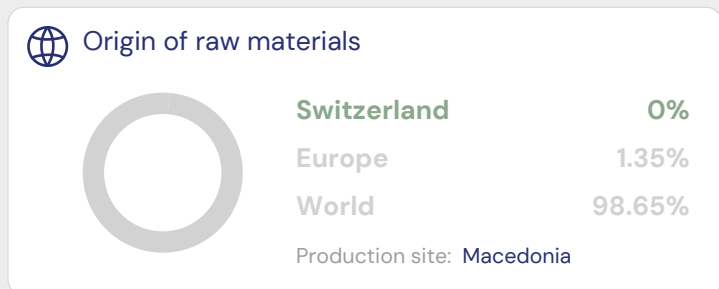 Origin of raw materials
Switzerland 0%
Europe 1.35%
World 98.65%
Production site: Macedonia